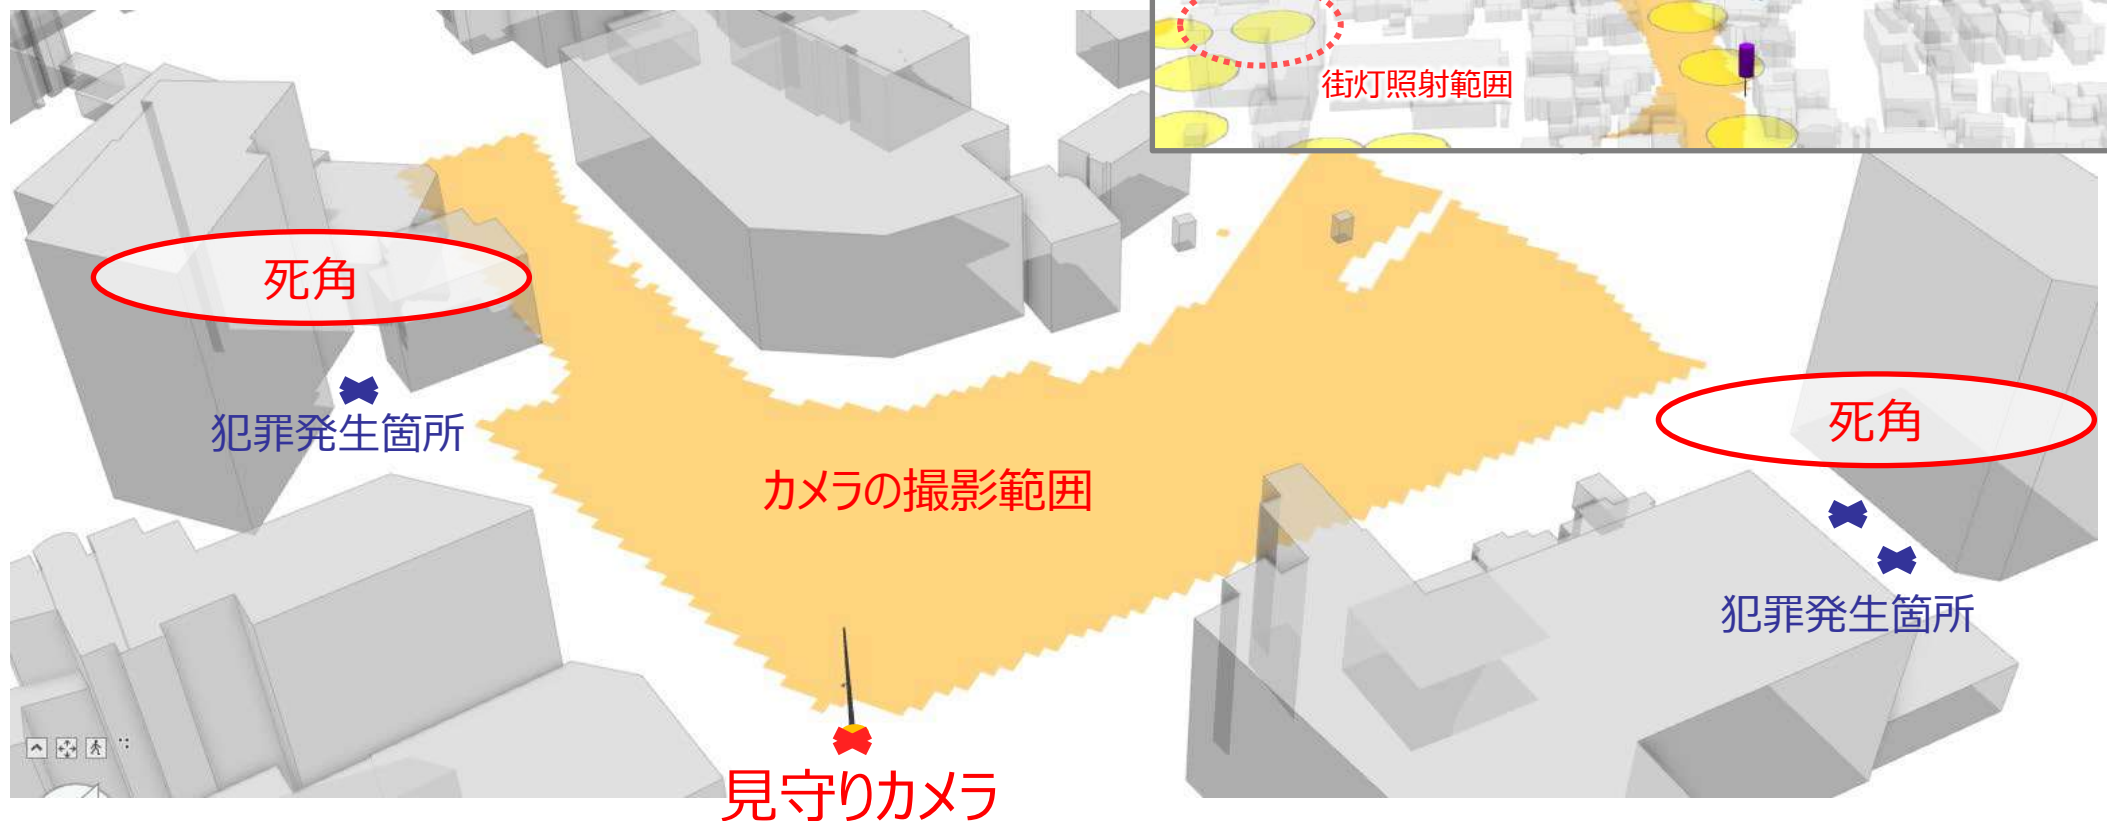 街灯照射範囲
死角
犯罪発生箇所
カメラの撮影範囲
死角
犯罪発生箇所
見守りカメラ